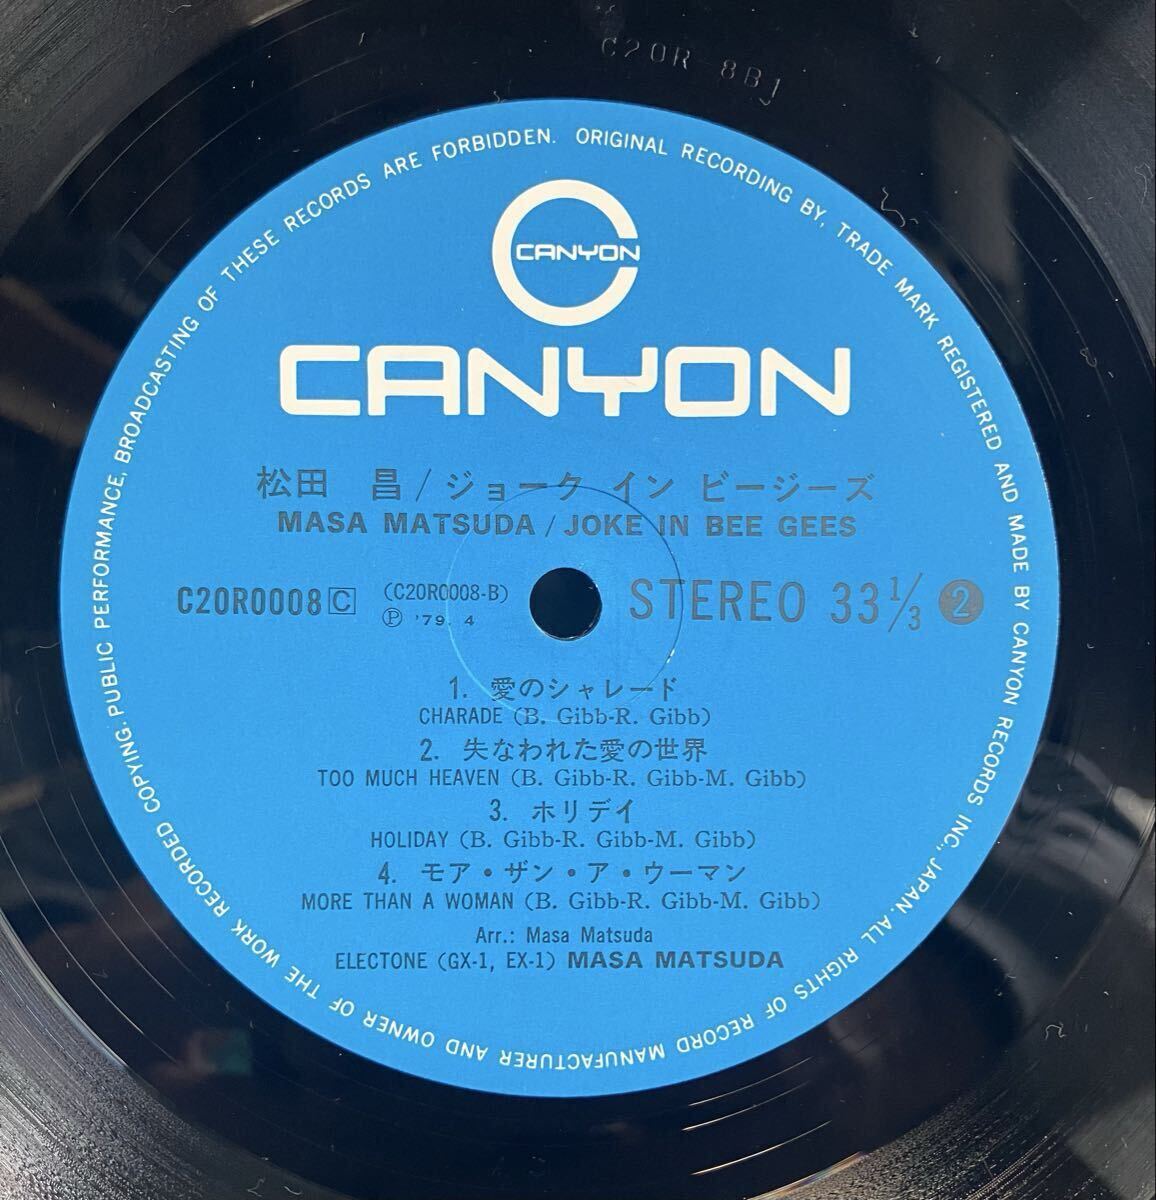 C20R 8B1
ORIGINAL RECORDING BY, TRADE MARK REGISTERED AND MADE BY CANYON RECORDS INC., JAPAN. ALL RIGHTS OF RECORD MANUFACTURER AND OWNER OF THE WORK RECORDED COPYING: PUBLIC PERFORMANCE, BROADCASTING OF THESE RECORDS ARE FORBIDDEN.
CANYON
CANYON
松田 昌/ジョーク イン ビージーズ
MASA MATSUDA/JOKE IN BEE GEES
C20R0008 C (C20R0008-B) STEREO 33 1/3 2
Ⓟ '79. 4
1. 愛のシャレード
CHARADE (B. Gibb-R. Gibb)
2. 失なわれた愛の世界
TOO MUCH HEAVEN (B. Gibb-R. Gibb-M. Gibb)
3. ホリデイ
HOLIDAY (B. Gibb-R. Gibb-M. Gibb)
4. モア・ザン・ア・ウーマン
MORE THAN A WOMAN (B. Gibb-R. Gibb-M. Gibb)
Arr.: Masa Matsuda
ELECTONE (GX-1, EX-1) MASA MATSUDA